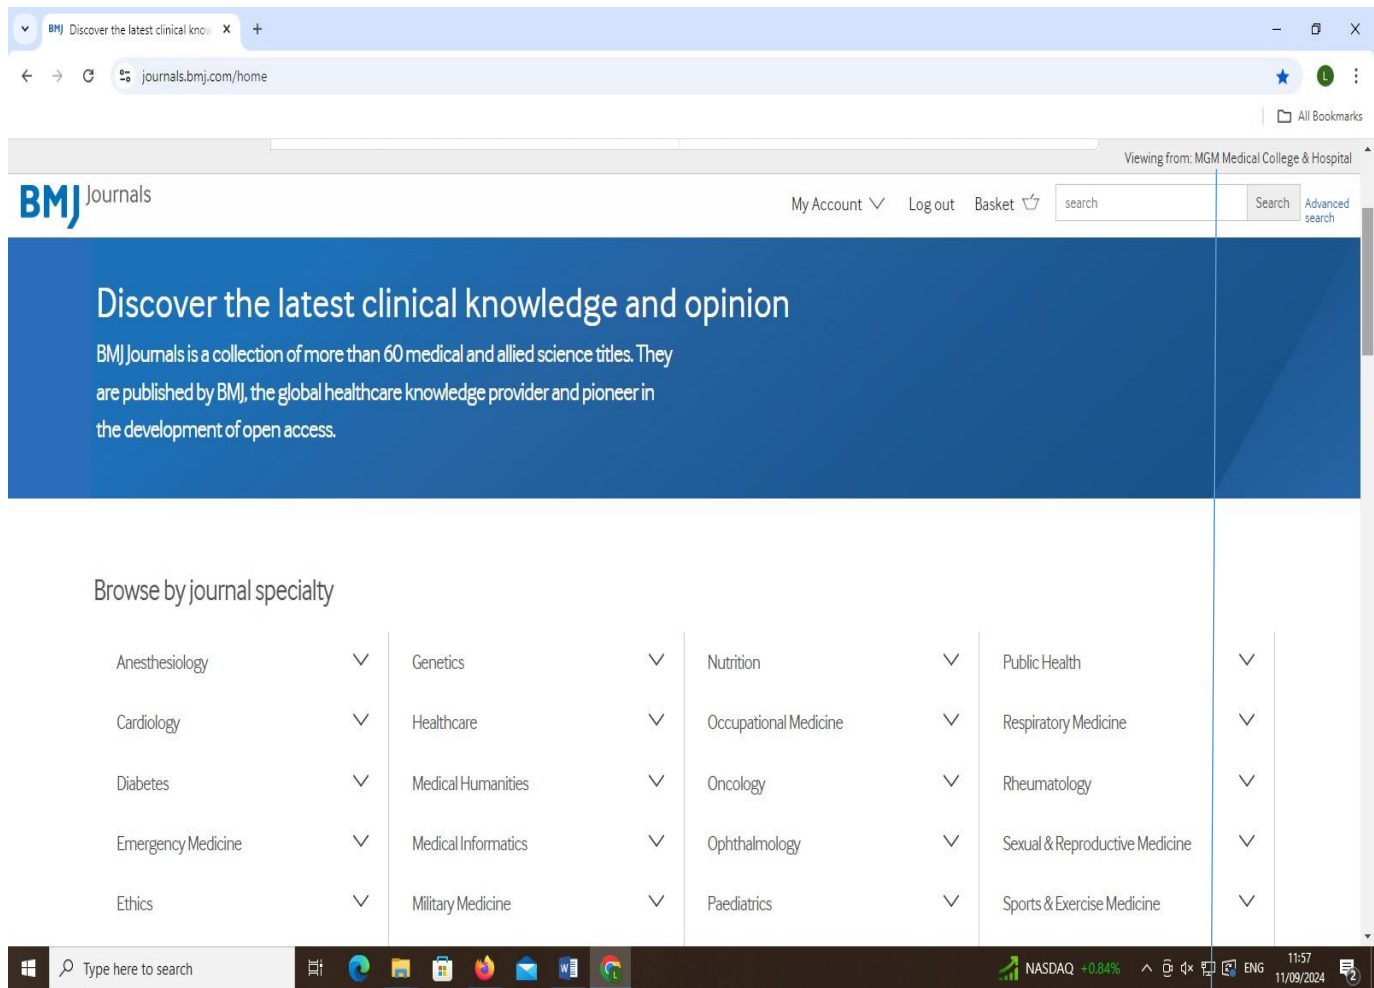 BMJ Discover the latest clinical know
journals.bmj.com/home
L
All Bookmarks
Viewing from: MGM Medical College & Hospital
BMJ Journals
My Account Log out Basket search Search Advanced search
Discover the latest clinical knowledge and opinion
BMJ Journals is a collection of more than 60 medical and allied science titles. They
are published by BMJ, the global healthcare knowledge provider and pioneer in
the development of open access.
Browse by journal specialty
Anesthesiology Genetics Nutrition Public Health
Cardiology Healthcare Occupational Medicine Respiratory Medicine
Diabetes Medical Humanities Oncology Rheumatology
Emergency Medicine Medical Informatics Ophthalmology Sexual & Reproductive Medicine
Ethics Military Medicine Paediatrics Sports & Exercise Medicine
Type here to search
NASDAQ +0.84% ENG 11:57
11/09/2024 2